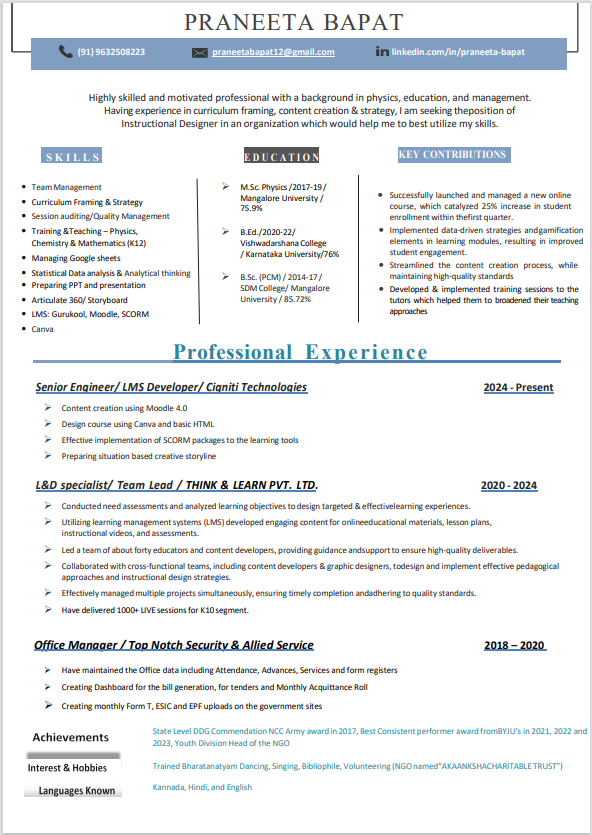 PRANEETA BAPAT
(91) 9632508223
praneetabapat12@gmail.com
linkedin.com/in/praneeta-bapat
Highly skilled and motivated professional with a background in physics, education, and management.
Having experience in curriculum framing, content creation & strategy, I am seeking theposition of
Instructional Designer in an organization which would help me to best utilize my skills.
SKILLS
Team Management
Curriculum Framing & Strategy
Session auditing/Quality Management
Training &Teaching – Physics,
Chemistry & Mathematics (K12)
Managing Google sheets
Statistical Data analysis & Analytical thinking
Preparing PPT and presentation
Articulate 360/ Storyboard
LMS: Gurukool, Moodle, SCORM
Canva
EDUCATION
M.Sc. Physics /2017-19 /
Mangalore University /
75.9%
B.Ed./2020-22/
Vishwadarshana College
/ Karnataka University/76%
B.Sc. (PCM) / 2014-17 /
SDM College/ Mangalore
University / 85.72%
KEY CONTRIBUTIONS
Successfully launched and managed a new online
course, which catalyzed 25% increase in student
enrollment within thefirst quarter.
Implemented data-driven strategies andgamification
elements in learning modules, resulting in improved
student engagement.
Streamlined the content creation process, while
maintaining high-quality standards
Developed & implemented training sessions to the
tutors which helped them to broadened their teaching
approaches
Professional Experience
Senior Engineer/ LMS Developer/ Cigniti Technologies 2024 - Present
Content creation using Moodle 4.0
Design course using Canva and basic HTML
Effective implementation of SCORM packages to the learning tools
Preparing situation based creative storyline
L&D specialist/ Team Lead / THINK & LEARN PVT. LTD. 2020 - 2024
Conducted need assessments and analyzed learning objectives to design targeted & effectivelearning experiences.
Utilizing learning management systems (LMS) developed engaging content for onlineeducational materials, lesson plans,
instructional videos, and assessments.
Led a team of about forty educators and content developers, providing guidance andsupport to ensure high-quality deliverables.
Collaborated with cross-functional teams, including content developers & graphic designers, todesign and implement effective pedagogical
approaches and instructional design strategies.
Effectively managed multiple projects simultaneously, ensuring timely completion andadhering to quality standards.
Have delivered 1000+ LIVE sessions for K10 segment.
Office Manager / Top Notch Security & Allied Service 2018 – 2020
Have maintained the Office data including Attendance, Advances, Services and form registers
Creating Dashboard for the bill generation, for tenders and Monthly Acquittance Roll
Creating monthly Form T, ESIC and EPF uploads on the government sites
Achievements
State Level DDG Commendation NCC Army award in 2017, Best Consistent performer award fromBYJU's in 2021, 2022 and
2023, Youth Division Head of the NGO
Interest & Hobbies
Trained Bharatanatyam Dancing, Singing, Bibliophile, Volunteering (NGO named"AKAANKSHACHARITABLE TRUST")
Languages Known
Kannada, Hindi, and English